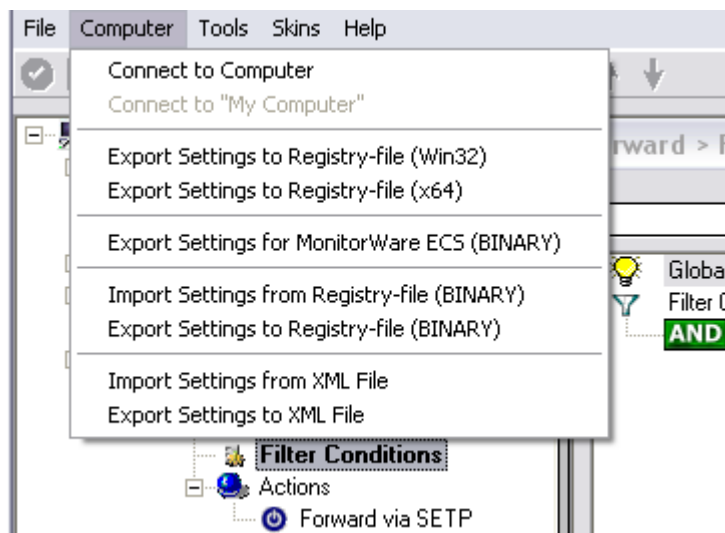 File Computer Tools Skins Help
Connect to Computer
Connect to "My Computer"
Export Settings to Registry-file (Win32)
Export Settings to Registry-file (x64)
Export Settings for MonitorWare ECS (BINARY)
Import Settings from Registry-file (BINARY)
Export Settings to Registry-file (BINARY)
Import Settings from XML File
Export Settings to XML File
Filter Conditions
Actions
Forward via SETP
rward >
Globa
Filter
AND